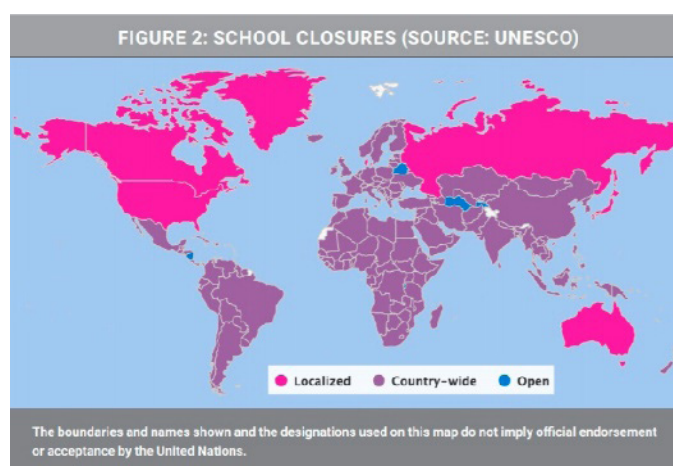 FIGURE 2: SCHOOL CLOSURES (SOURCE: UNESCO)
Localized Country-wide Open
The boundaries and names shown and the designations used on this map do not imply official endorsement
or acceptance by the United Nations.